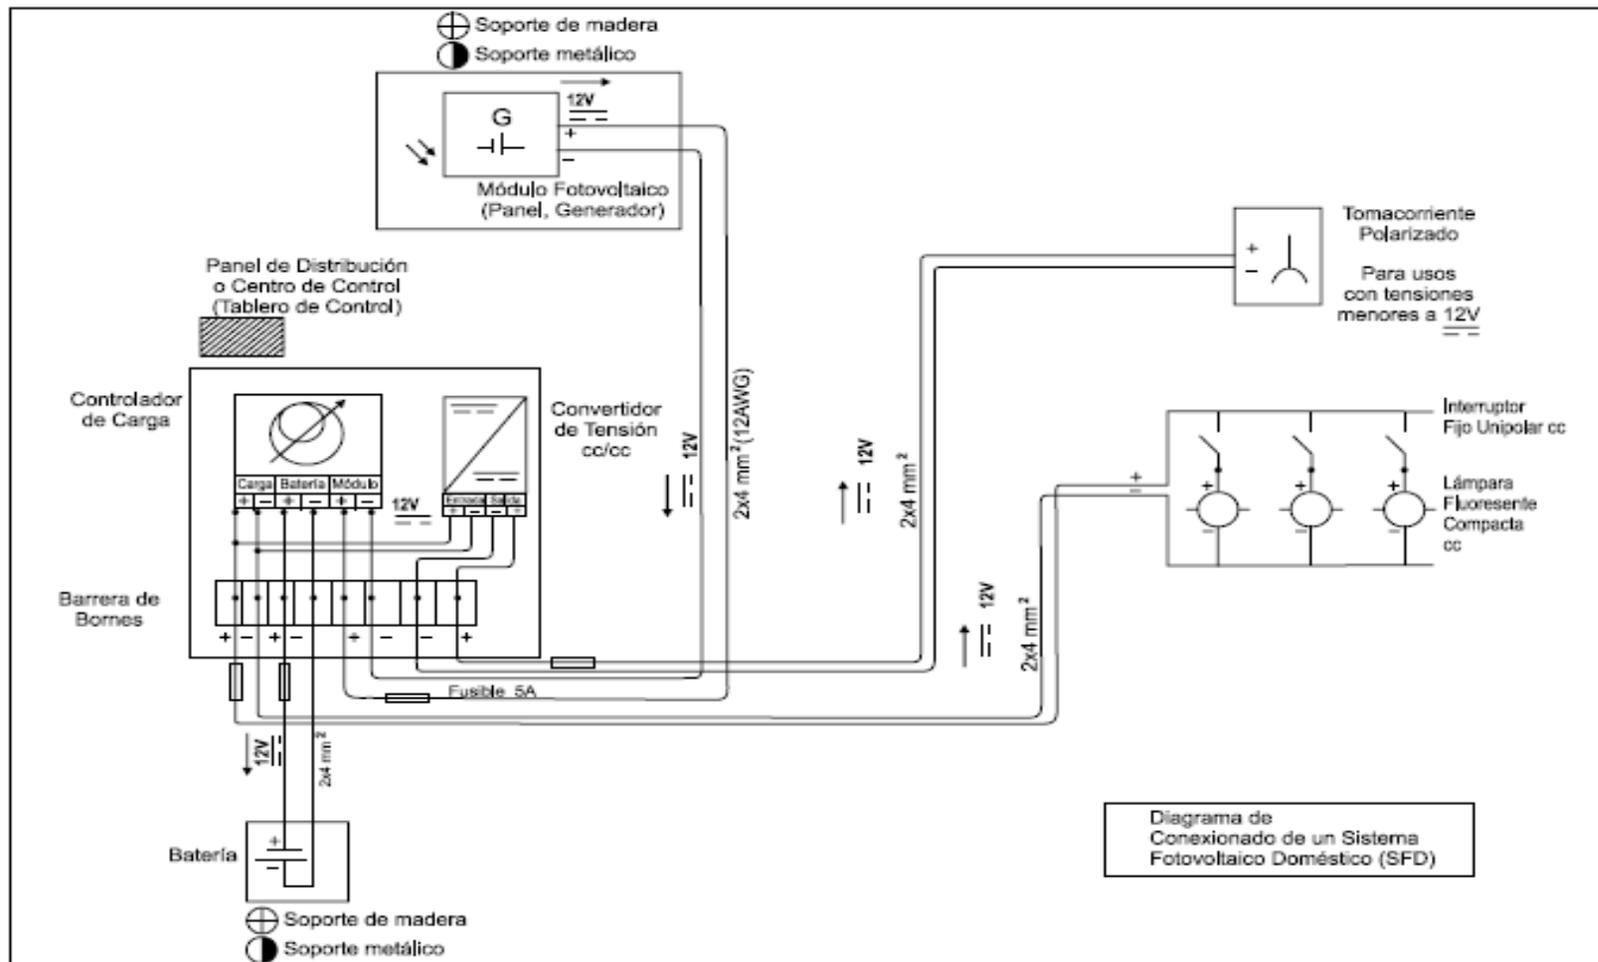 Soporte de madera
Soporte metálico
12V
G
+
−
Módulo Fotovoltaico
(Panel, Generador)
Tomacorriente
Polarizado
+
−
Para usos
con tensiones
menores a 12V
Panel de Distribución
o Centro de Control
(Tablero de Control)
Controlador
de Carga
Convertidor
de Tensión
cc/cc
Carga Batería Módulo
+ − + − + −
12V
Entrada Salida
+ − − +
12V
2x4 mm² (12AWG)
12V
2x4 mm²
Interruptor
Fijo Unipolar cc
+
−
+ + +
− − −
Lámpara
Fluoresente
Compacta
cc
Barrera de
Bornes
+ − + − + − − +
12V
2x4 mm²
Fusible 5A
12V
2x4 mm²
Batería
+
−
Diagrama de
Conexionado de un Sistema
Fotovoltaico Doméstico (SFD)
Soporte de madera
Soporte metálico